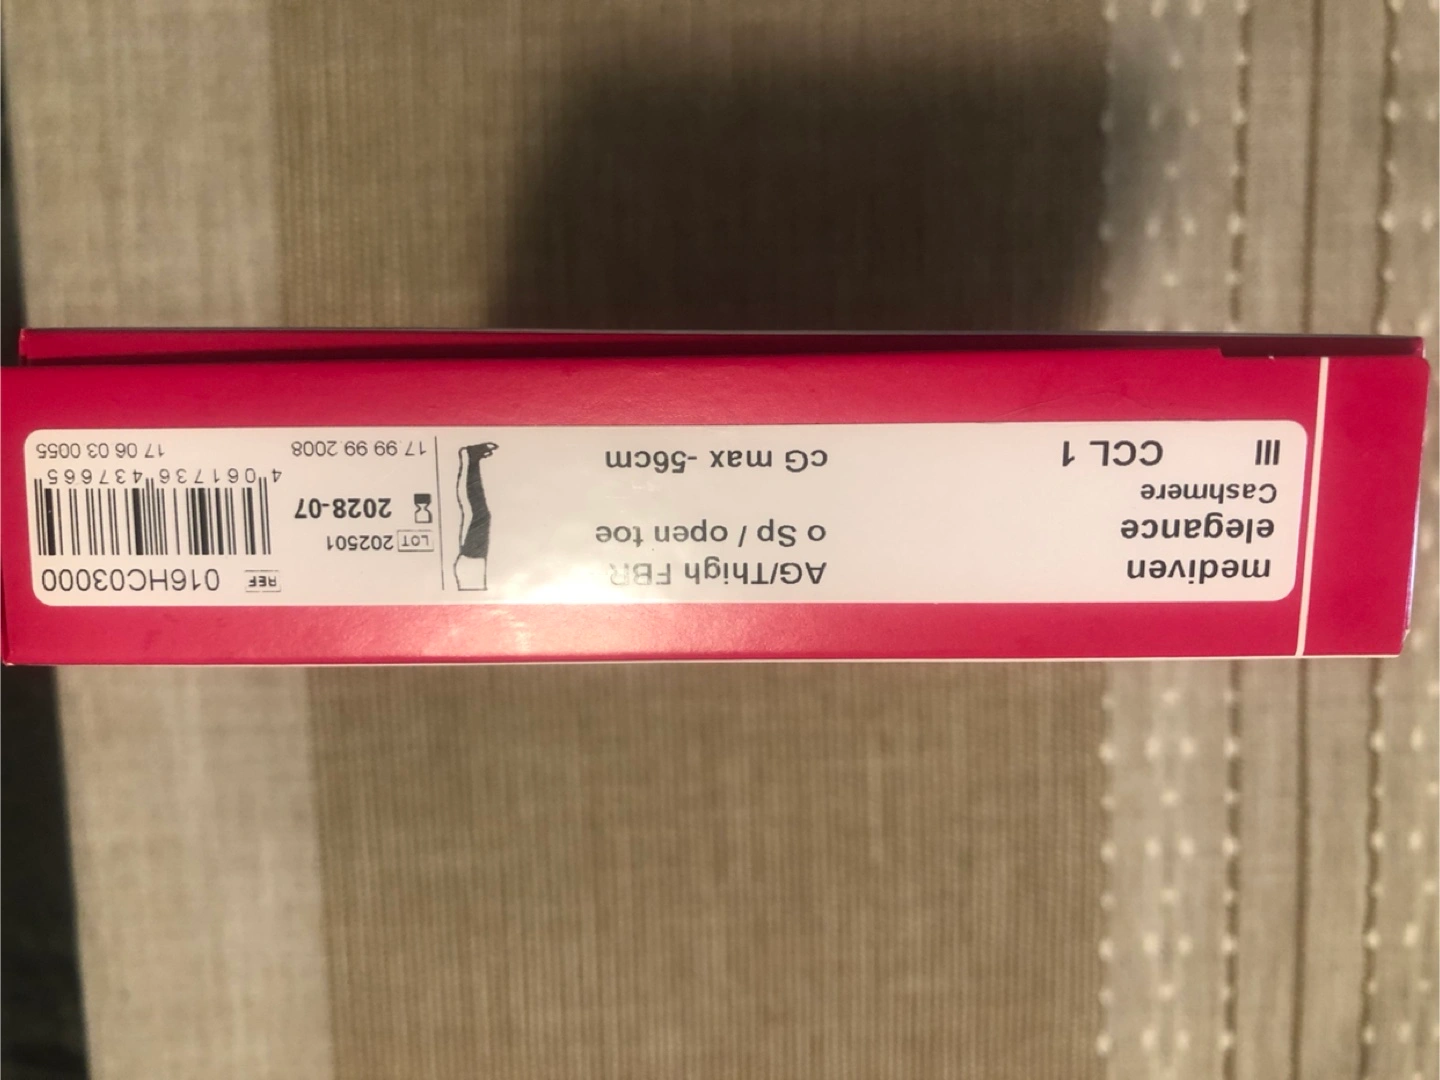 mediven
elegance
Cashmere
III CCL 1
AG/Thigh FBR
o Sp / open toe
cG max -56cm
LOT 202501
2028-07
17.99.99.2008
REF 016HC03000
4 061736 437665
17 06 03 0055